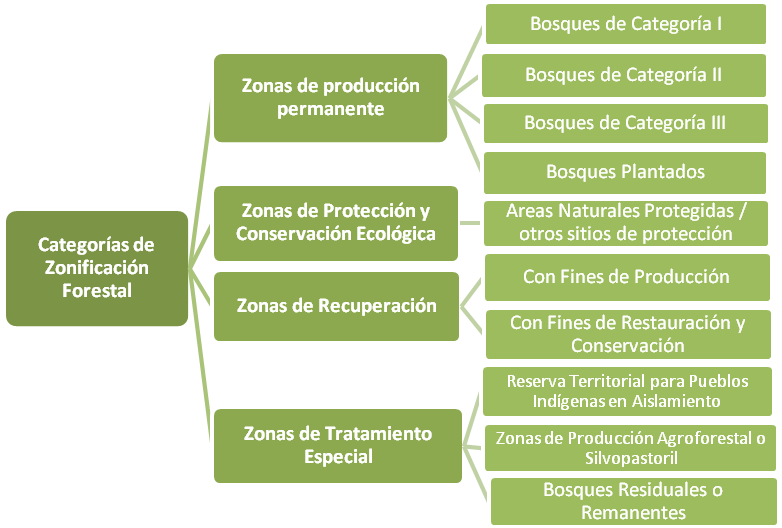 Categorías de
Zonificación
Forestal
Zonas de producción
permanente
Bosques de Categoría I
Bosques de Categoría II
Bosques de Categoría III
Bosques Plantados
Zonas de Protección y
Conservación Ecológica
Areas Naturales Protegidas /
otros sitios de protección
Zonas de Recuperación
Con Fines de Producción
Con Fines de Restauración y
Conservación
Zonas de Tratamiento
Especial
Reserva Territorial para Pueblos
Indígenas en Aislamiento
Zonas de Producción Agroforestal o
Silvopastoril
Bosques Residuales o
Remanentes